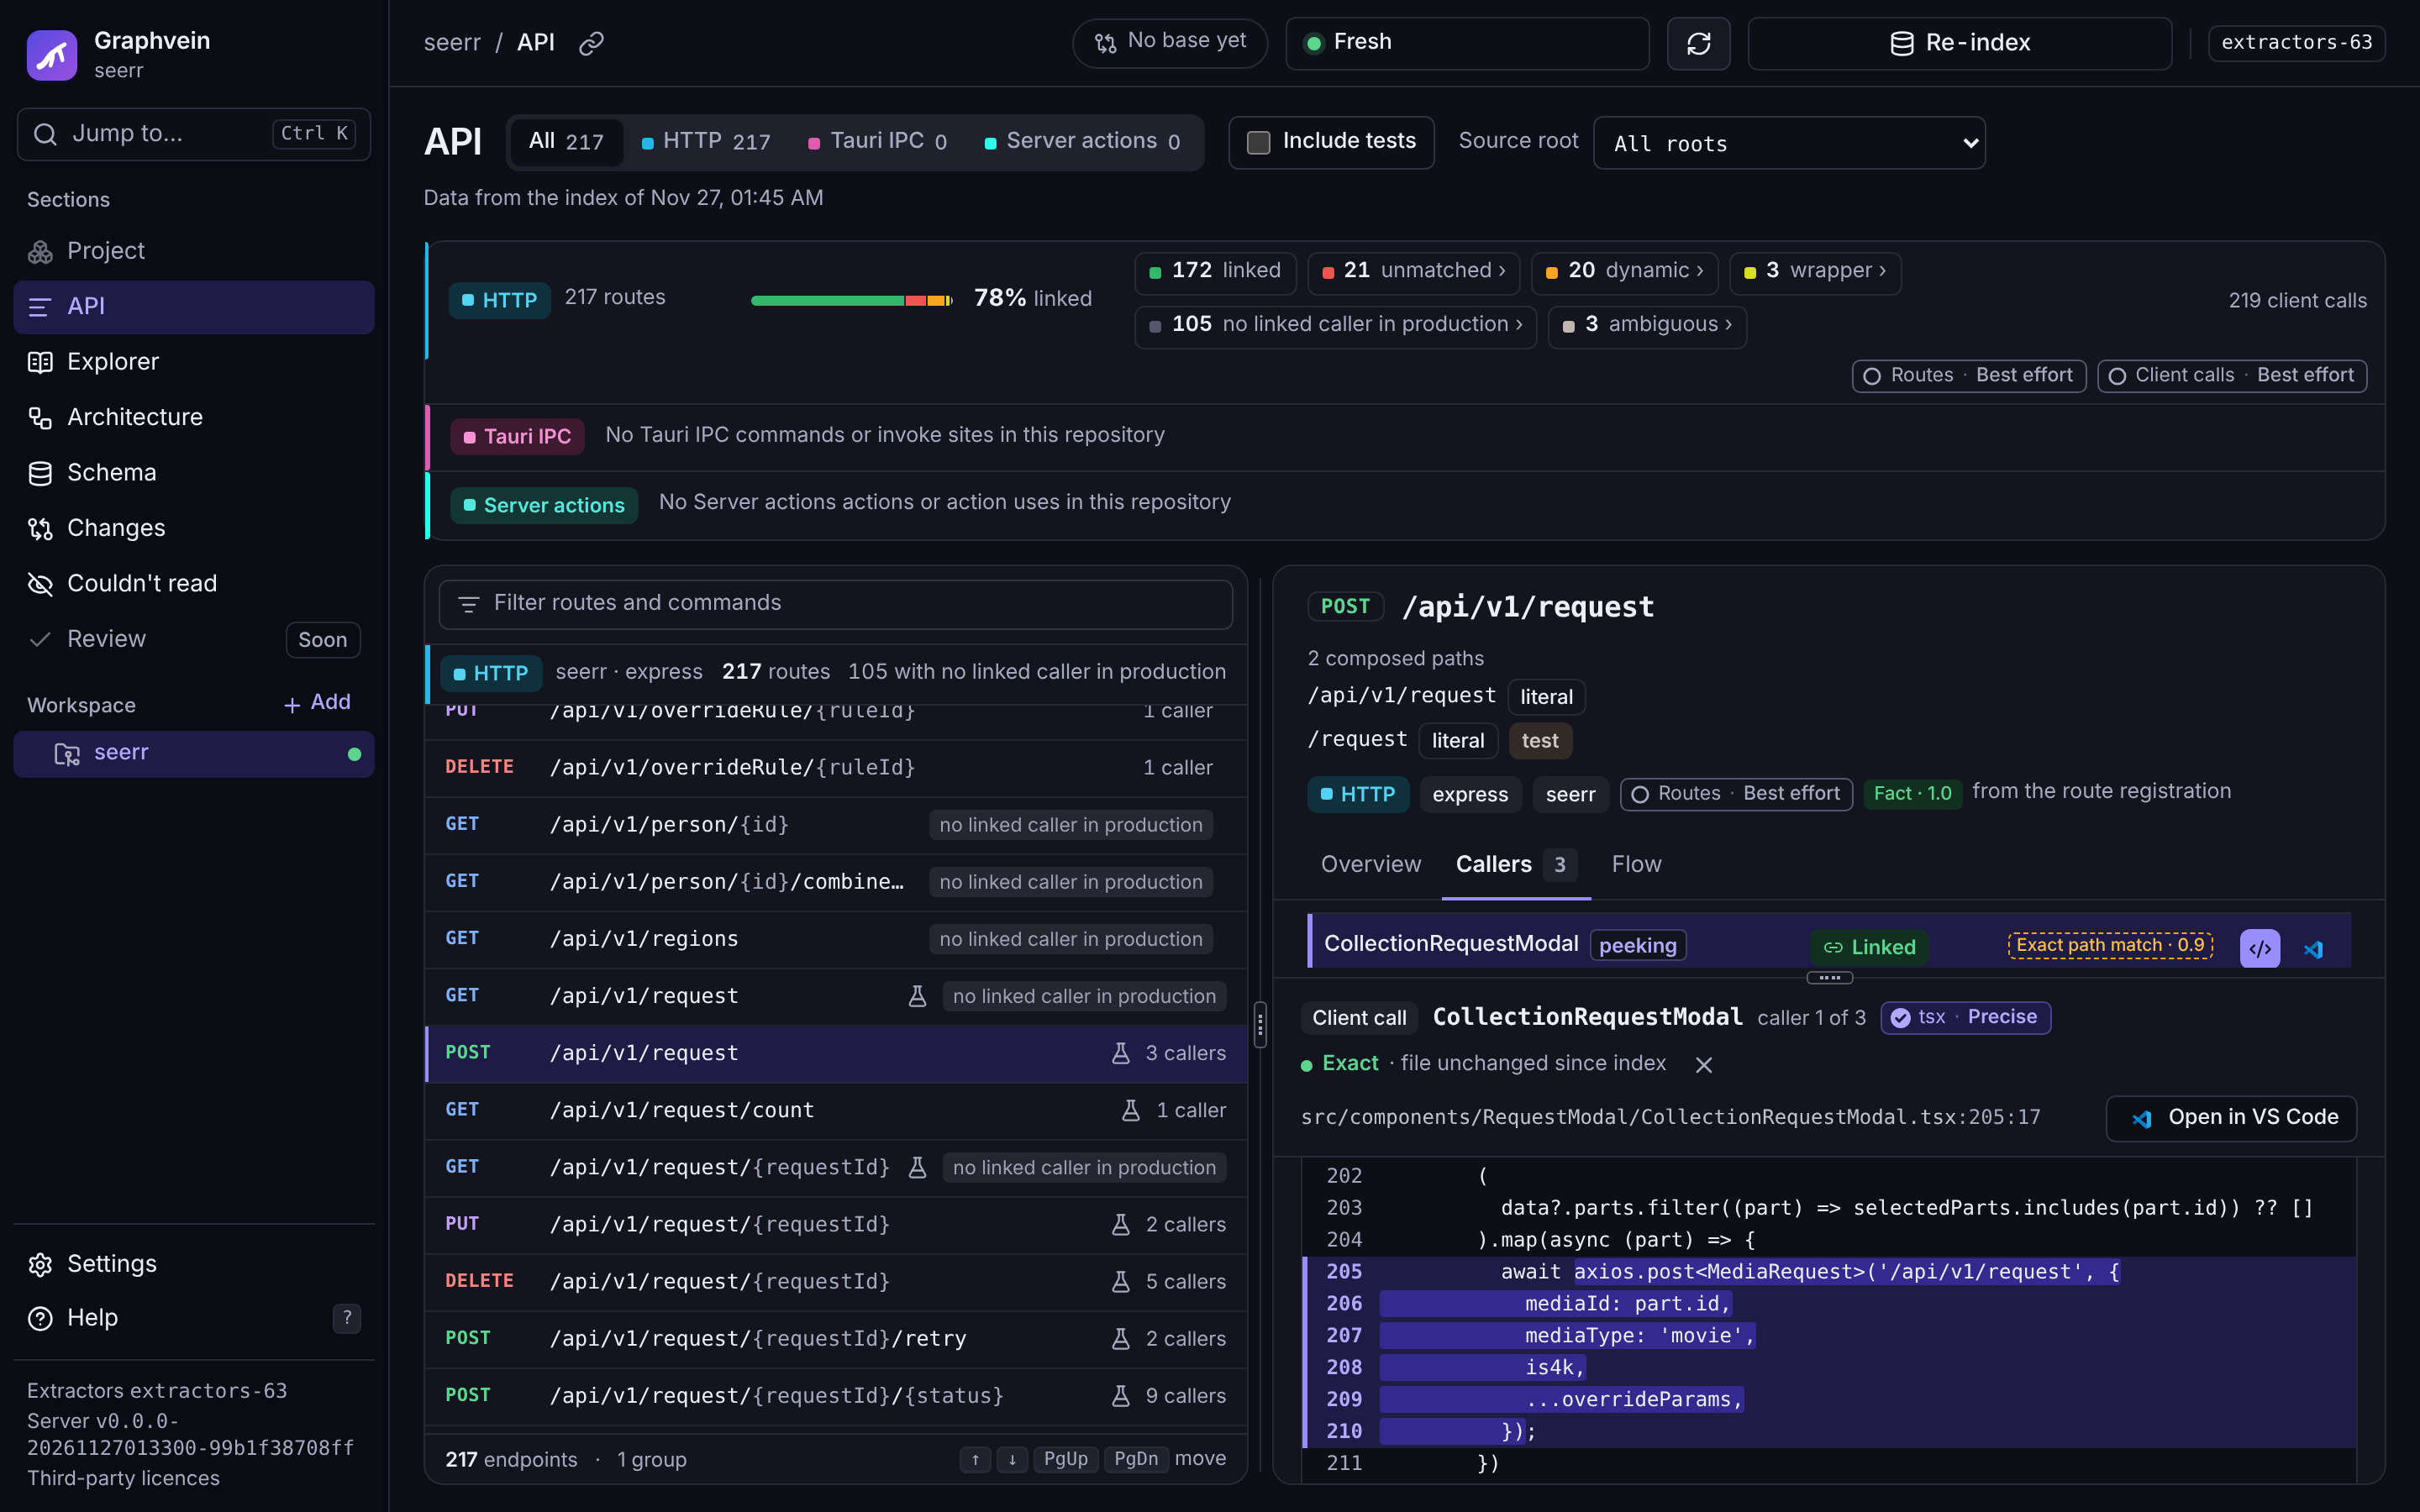 Graphvein
seerr
Jump to...
Ctrl K
Sections
Project
API
Explorer
Architecture
Schema
Changes
Couldn't read
Review
Soon
Workspace
+ Add
seerr
Settings
Help
?
Extractors extractors-63
Server v0.0.0-
20261127013300-99b1f38708ff
Third-party licences
seerr / API
No base yet
Fresh
Re-index
extractors-63
API
All 217
HTTP 217
Tauri IPC 0
Server actions 0
Include tests
Source root
All roots
Data from the index of Nov 27, 01:45 AM
HTTP
217 routes
78% linked
172 linked
21 unmatched ›
20 dynamic ›
3 wrapper ›
105 no linked caller in production ›
3 ambiguous ›
219 client calls
Routes · Best effort
Client calls · Best effort
Tauri IPC
No Tauri IPC commands or invoke sites in this repository
Server actions
No Server actions actions or action uses in this repository
Filter routes and commands
HTTP seerr · express 217 routes 105 with no linked caller in production
PUT /api/v1/overrideRule/{ruleId} 1 caller
DELETE /api/v1/overrideRule/{ruleId} 1 caller
GET /api/v1/person/{id} no linked caller in production
GET /api/v1/person/{id}/combine… no linked caller in production
GET /api/v1/regions no linked caller in production
GET /api/v1/request no linked caller in production
POST /api/v1/request 3 callers
GET /api/v1/request/count 1 caller
GET /api/v1/request/{requestId} no linked caller in production
PUT /api/v1/request/{requestId} 2 callers
DELETE /api/v1/request/{requestId} 5 callers
POST /api/v1/request/{requestId}/retry 2 callers
POST /api/v1/request/{requestId}/{status} 9 callers
217 endpoints · 1 group
↑ ↓ PgUp PgDn move
POST /api/v1/request
2 composed paths
/api/v1/request literal
/request literal test
HTTP express seerr Routes · Best effort Fact · 1.0 from the route registration
Overview
Callers 3
Flow
CollectionRequestModal peeking Linked Exact path match · 0.9
Client call CollectionRequestModal caller 1 of 3 tsx · Precise
Exact · file unchanged since index
src/components/RequestModal/CollectionRequestModal.tsx:205:17
Open in VS Code
202 (
203 data?.parts.filter((part) => selectedParts.includes(part.id)) ?? []
204 ).map(async (part) => {
205 await axios.post<MediaRequest>('/api/v1/request', {
206 mediaId: part.id,
207 mediaType: 'movie',
208 is4k,
209 ...overrideParams,
210 });
211 })